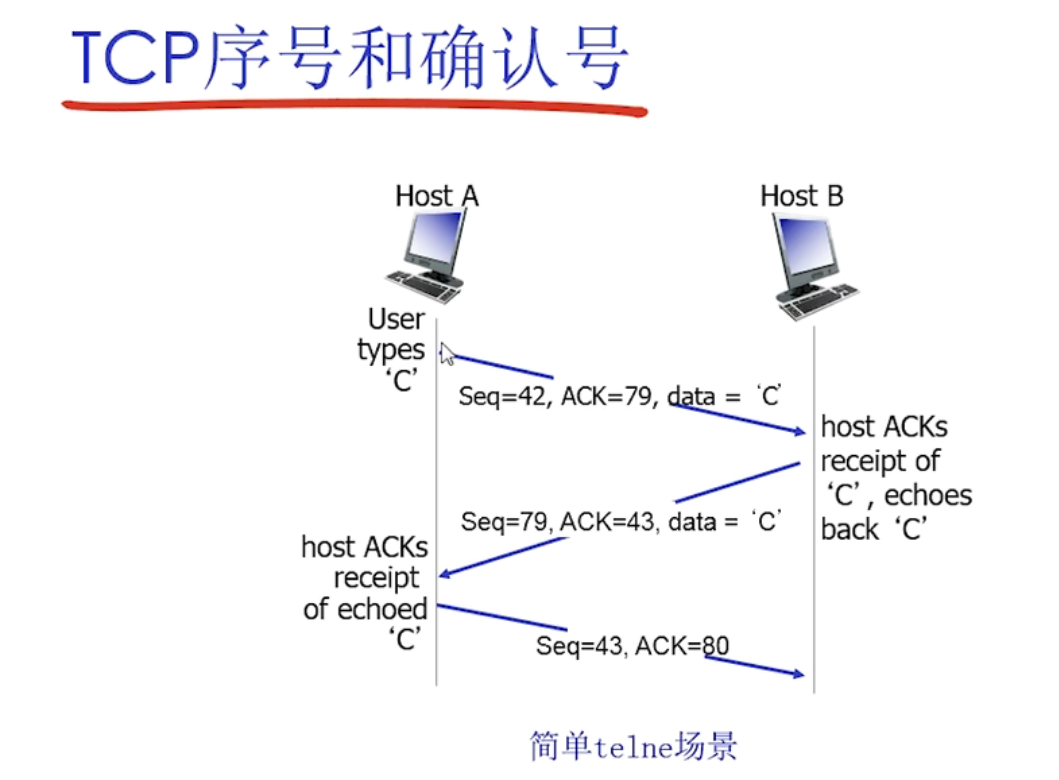 TCP序号和确认号
Host A
Host B
User
types
‘C’
Seq=42, ACK=79, data = ‘C’
host ACKs
receipt of
‘C’, echoes
back ‘C’
Seq=79, ACK=43, data = ‘C’
host ACKs
receipt
of echoed
‘C’
Seq=43, ACK=80
简单telne场景